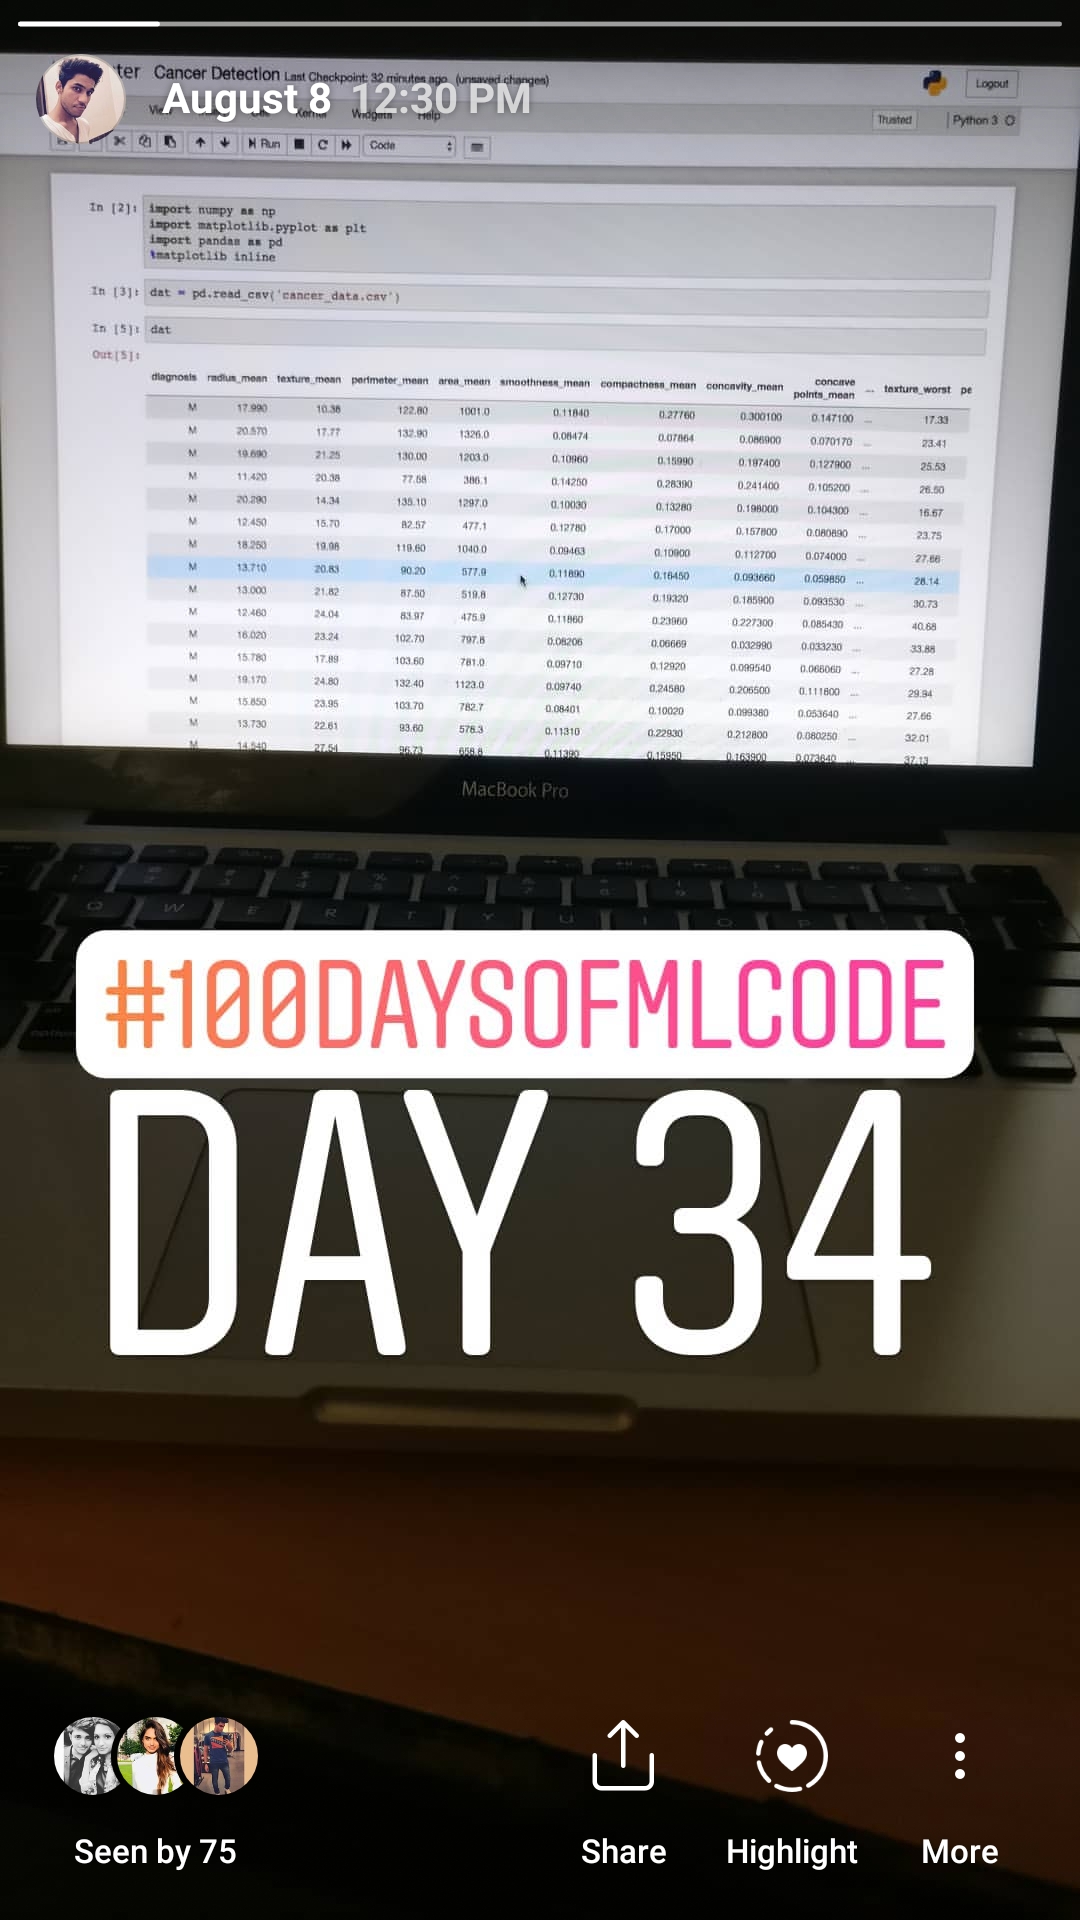 ter Cancer Detection Last Checkpoint: 32 minutes ago (unsaved changes)
Logout
August 8 12:30 PM
Kernel Widgets Help
Trusted
Python 3
Run
Code
In [2]: import numpy as np
import matplotlib.pyplot as plt
import pandas as pd
%matplotlib inline
In [3]: dat = pd.read_csv('cancer_data.csv')
In [5]: dat
Out[5]:
diagnosis radius_mean texture_mean perimeter_mean area_mean smoothness_mean compactness_mean concavity_mean concave points_mean ... texture_worst pe
M 17.990 10.38 122.80 1001.0 0.11840 0.27760 0.300100 0.147100 ... 17.33
M 20.570 17.77 132.90 1326.0 0.08474 0.07864 0.086900 0.070170 ... 23.41
M 19.690 21.25 130.00 1203.0 0.10960 0.15990 0.197400 0.127900 ... 25.53
M 11.420 20.38 77.58 386.1 0.14250 0.28390 0.241400 0.105200 ... 26.50
M 20.290 14.34 135.10 1297.0 0.10030 0.13280 0.198000 0.104300 ... 16.67
M 12.450 15.70 82.57 477.1 0.12780 0.17000 0.157800 0.080890 ... 23.75
M 18.250 19.98 119.60 1040.0 0.09463 0.10900 0.112700 0.074000 ... 27.66
M 13.710 20.83 90.20 577.9 0.11890 0.16450 0.093660 0.059850 ... 28.14
M 13.000 21.82 87.50 519.8 0.12730 0.19320 0.185900 0.093530 ... 30.73
M 12.460 24.04 83.97 475.9 0.11860 0.23960 0.227300 0.085430 ... 40.68
M 16.020 23.24 102.70 797.8 0.08206 0.06669 0.032990 0.033230 ... 33.88
M 15.780 17.89 103.60 781.0 0.09710 0.12920 0.099540 0.066060 ... 27.28
M 19.170 24.80 132.40 1123.0 0.09740 0.24580 0.206500 0.111800 ... 29.94
M 15.850 23.95 103.70 782.7 0.08401 0.10020 0.099380 0.053640 ... 27.66
M 13.730 22.61 93.60 578.3 0.11310 0.22930 0.212800 0.080250 ... 32.01
M 14.540 27.54 96.73 658.8 0.11390 0.15950 0.163900 0.073640 ... 37.13
MacBook Pro
Q W E R T Y U I O P
#100DAYSOFMLCODE
DAY 34
Seen by 75
Share
Highlight
More